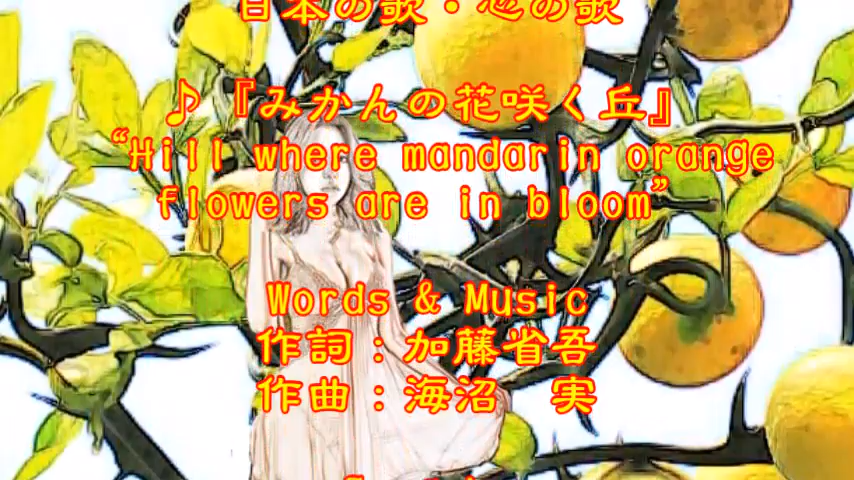 日本の歌・心の歌
♪『みかんの花咲く丘』
“Hill where mandarin orange
flowers are in bloom”
Words & Music
作詞：加藤省吾
作曲：海沼　実